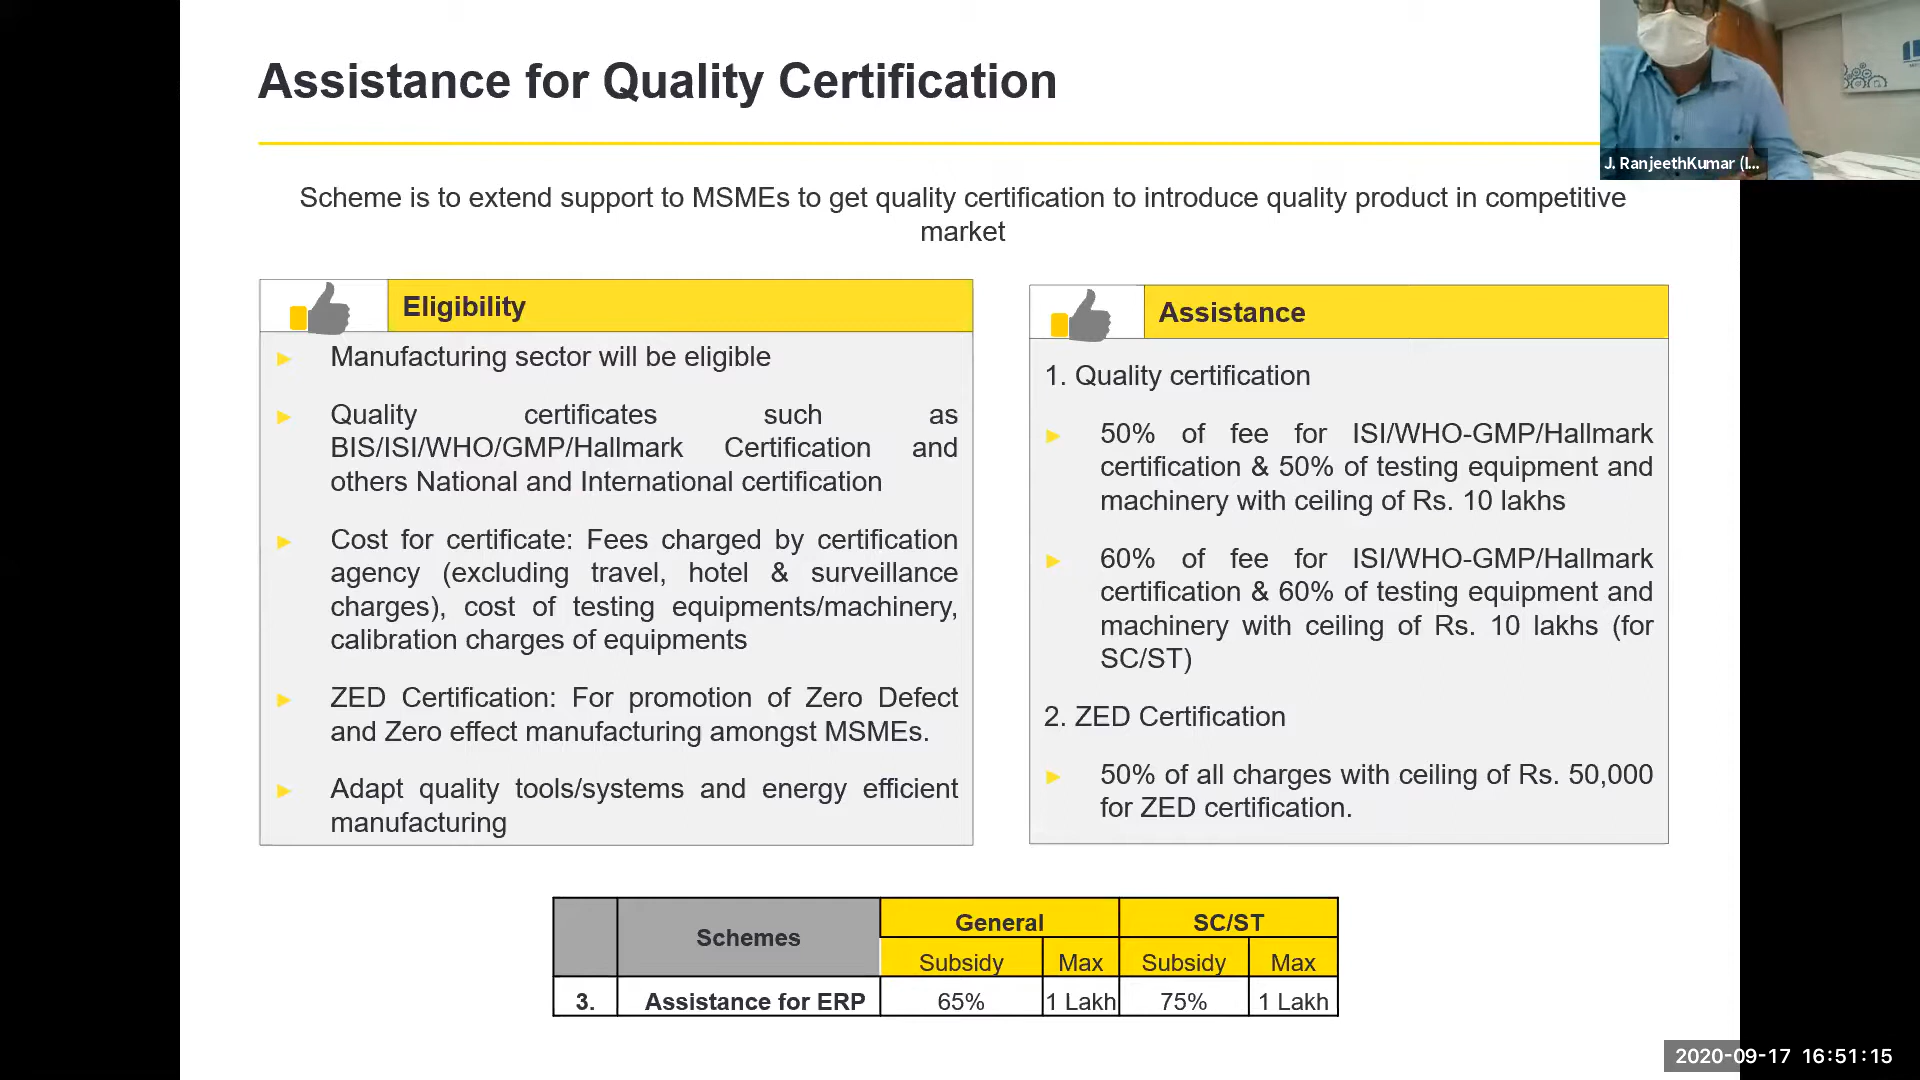 Assistance for Quality Certification
J. RanjeethKumar (I...
Scheme is to extend support to MSMEs to get quality certification to introduce quality product in competitive
market
Eligibility
Manufacturing sector will be eligible
Quality certificates such as
BIS/ISI/WHO/GMP/Hallmark Certification and
others National and International certification
Cost for certificate: Fees charged by certification
agency (excluding travel, hotel & surveillance
charges), cost of testing equipments/machinery,
calibration charges of equipments
ZED Certification: For promotion of Zero Defect
and Zero effect manufacturing amongst MSMEs.
Adapt quality tools/systems and energy efficient
manufacturing
Assistance
1. Quality certification
50% of fee for ISI/WHO-GMP/Hallmark
certification & 50% of testing equipment and
machinery with ceiling of Rs. 10 lakhs
60% of fee for ISI/WHO-GMP/Hallmark
certification & 60% of testing equipment and
machinery with ceiling of Rs. 10 lakhs (for
SC/ST)
2. ZED Certification
50% of all charges with ceiling of Rs. 50,000
for ZED certification.
Schemes General SC/ST
Subsidy Max Subsidy Max
3. Assistance for ERP 65% 1 Lakh 75% 1 Lakh
2020-09-17 16:51:15